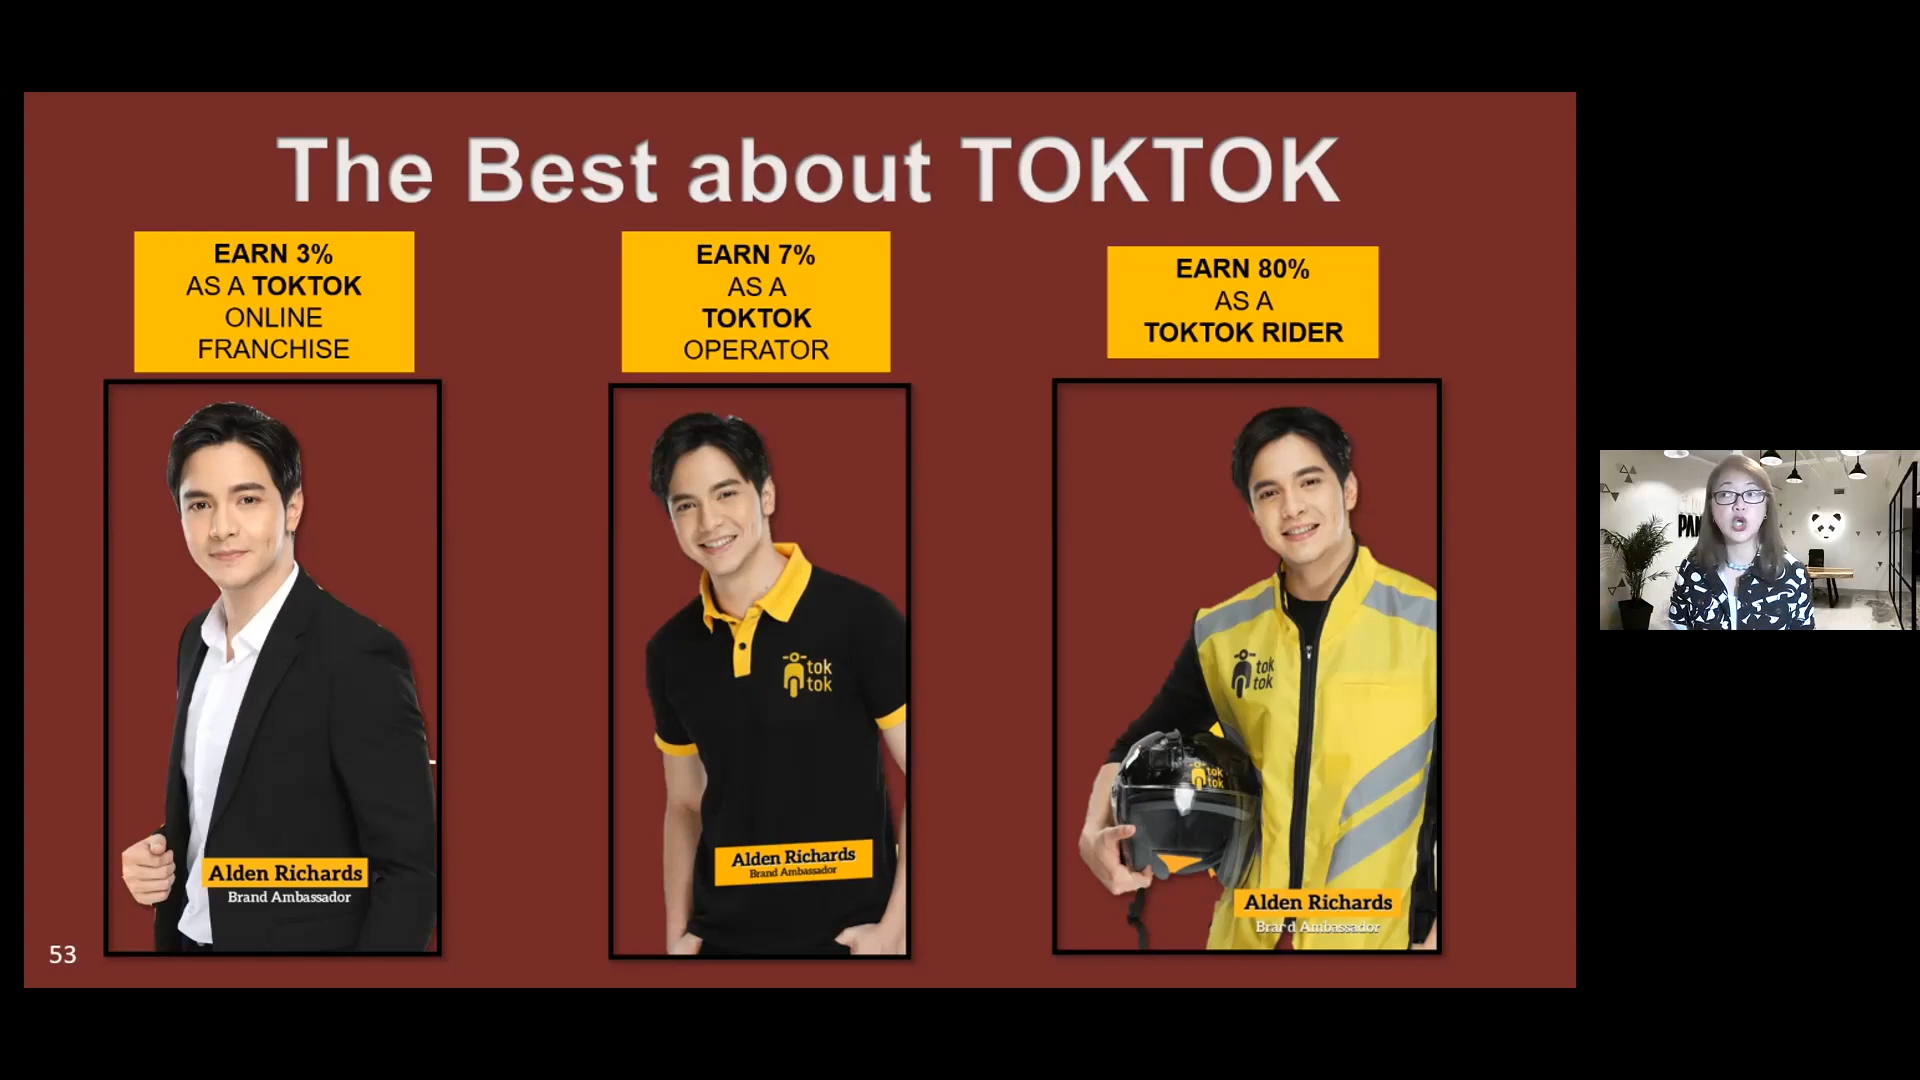 The Best about TOKTOK
EARN 3%
AS A TOKTOK
ONLINE
FRANCHISE
EARN 7%
AS A
TOKTOK
OPERATOR
EARN 80%
AS A
TOKTOK RIDER
tok
tok
tok
tok
tok
tok
Alden Richards
Brand Ambassador
Alden Richards
Brand Ambassador
Alden Richards
Brand Ambassador
53